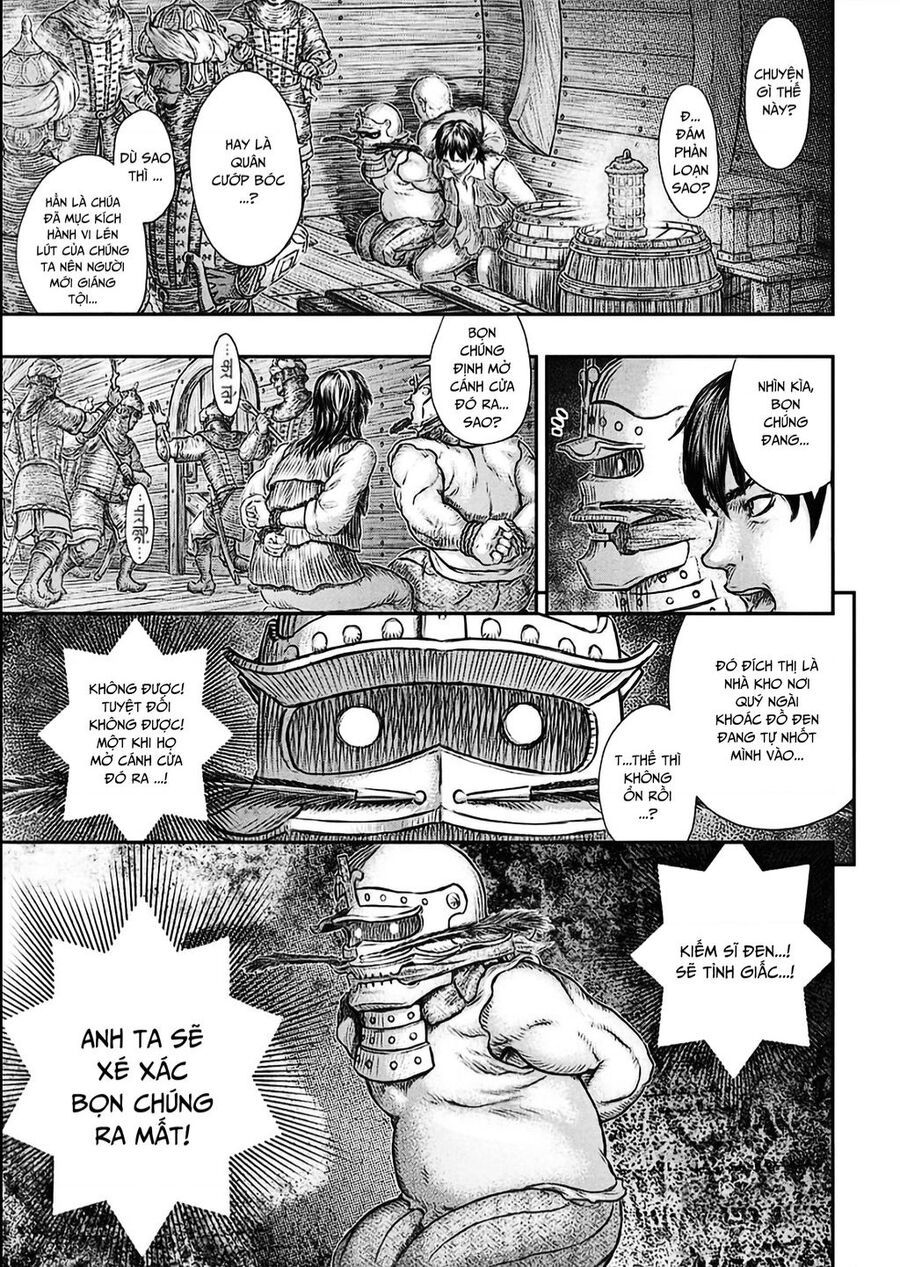 CHUYỆN
GÌ THẾ
NÀY?
Đ...
ĐÁM
PHẢN
LOẠN
SAO?
HAY LÀ
QUÂN
CƯỚP BÓC
...?
DÙ SAO
THÌ ...
HẲN LÀ CHÚA
ĐÃ MỤC KÍCH
HÀNH VI LÉN
LÚT CỦA CHÚNG
TA NÊN NGƯỜI
MỚI GIÁNG
TỘI...
NHÌN KÌA,
BỌN
CHÚNG
ĐANG...
BỌN
CHÚNG
ĐỊNH MỞ
CÁNH CỬA
ĐÓ RA...
SAO?
ĐÓ ĐÍCH THỊ LÀ
NHÀ KHO NƠI
QUÝ NGÀI
KHOÁC ĐỒ ĐEN
ĐANG TỰ NHỐT
MÌNH VÀO...
T...THẾ THÌ
KHÔNG
ỔN RỒI
...?
KHÔNG ĐƯỢC!
TUYỆT ĐỐI
KHÔNG ĐƯỢC!
MỘT KHI HỌ
MỞ CÁNH CỬA
ĐÓ RA ...!
KIẾM SĨ ĐEN...!
SẼ TỈNH GIẤC...!
ANH TA SẼ
XÉ XÁC
BỌN CHÚNG
RA MẤT!